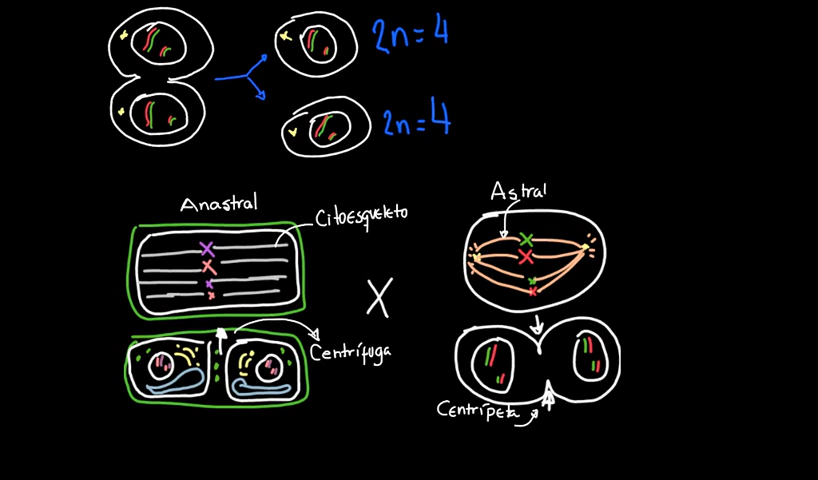 2n=4
2n=4
Anastral
Citoesqueleto
Astral
X
Centrífuga
Centrípeta